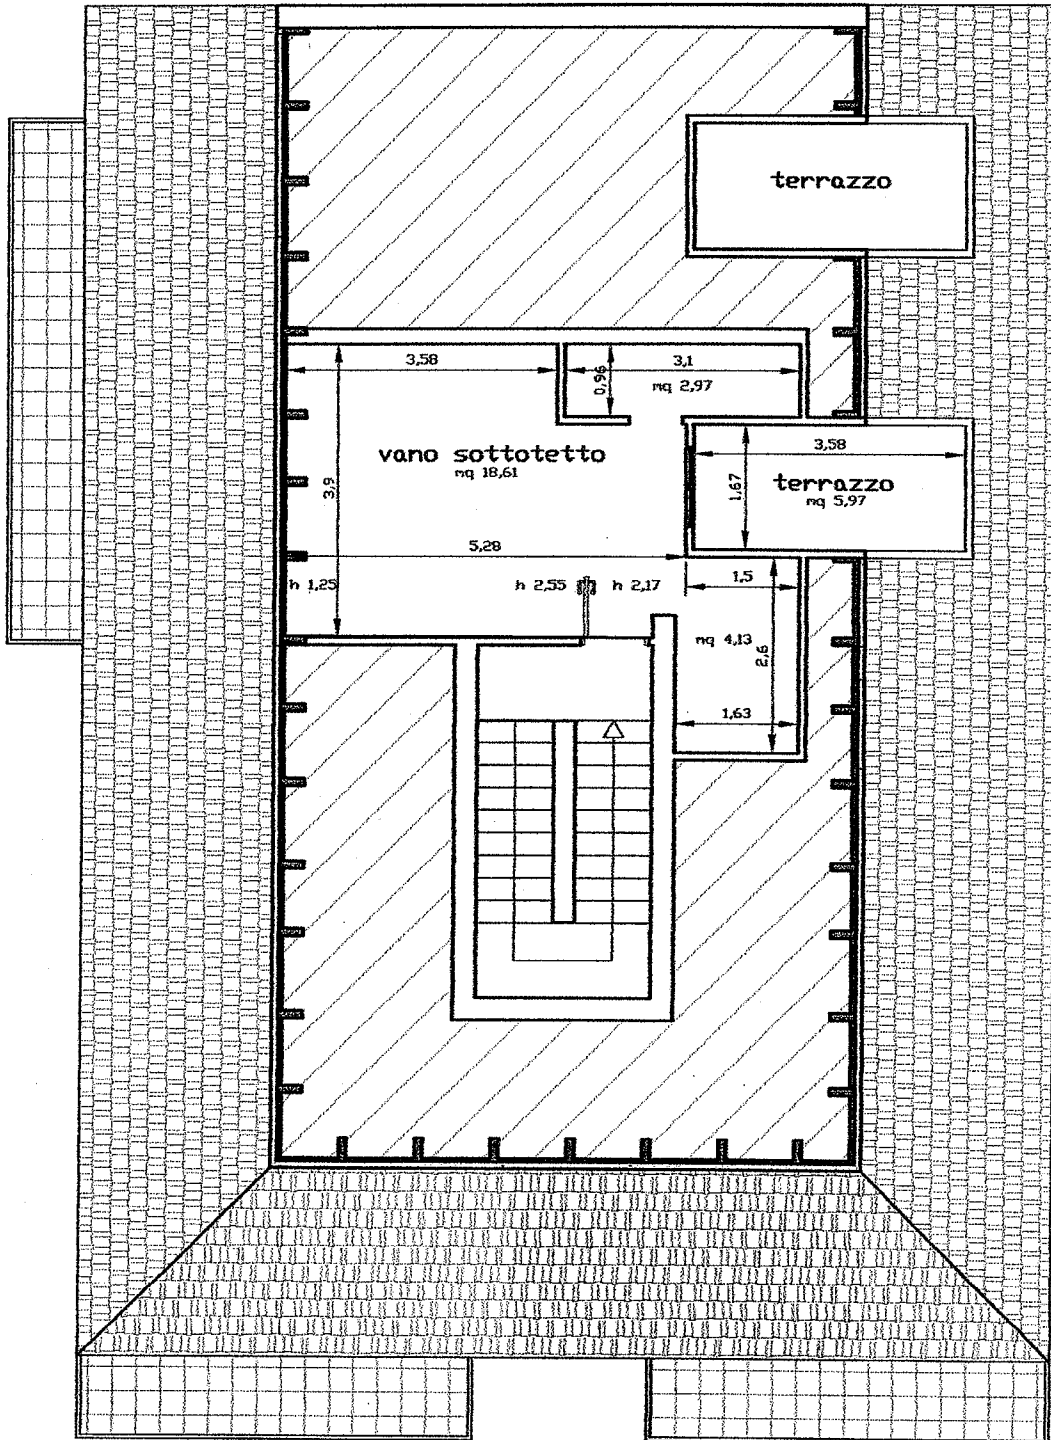 terrazzo
3,58
3,1
0,96
mq 2,97
vano sottotetto
mq 18,61
3,9
3,58
1,67
terrazzo
mq 5,97
5,28
h 1,25
h 2,55
h 2,17
1,5
mq 4,13
2,6
1,63